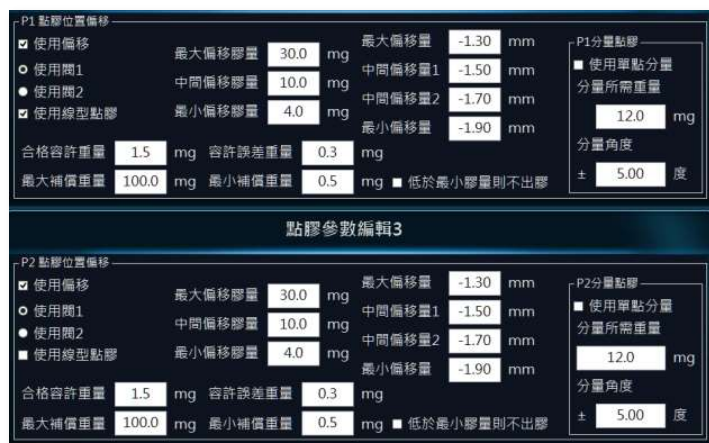 P1 點膠位置偏移
使用偏移
使用閥1
使用閥2
使用線型點膠
最大偏移膠量 30.0 mg
中間偏移膠量 10.0 mg
最小偏移膠量 4.0 mg
最大偏移量 -1.30 mm
中間偏移量1 -1.50 mm
中間偏移量2 -1.70 mm
最小偏移量 -1.90 mm
合格容許重量 1.5 mg 容許誤差重量 0.3 mg
最大補償重量 100.0 mg 最小補償重量 0.5 mg 低於最小膠量則不出膠
P1分量點膠
使用單點分量
分量所需重量
12.0 mg
分量角度
± 5.00 度
點膠參數編輯3
P2 點膠位置偏移
使用偏移
使用閥1
使用閥2
使用線型點膠
最大偏移膠量 30.0 mg
中間偏移膠量 10.0 mg
最小偏移膠量 4.0 mg
最大偏移量 -1.30 mm
中間偏移量1 -1.50 mm
中間偏移量2 -1.70 mm
最小偏移量 -1.90 mm
合格容許重量 1.5 mg 容許誤差重量 0.3 mg
最大補償重量 100.0 mg 最小補償重量 0.5 mg 低於最小膠量則不出膠
P2分量點膠
使用單點分量
分量所需重量
12.0 mg
分量角度
± 5.00 度